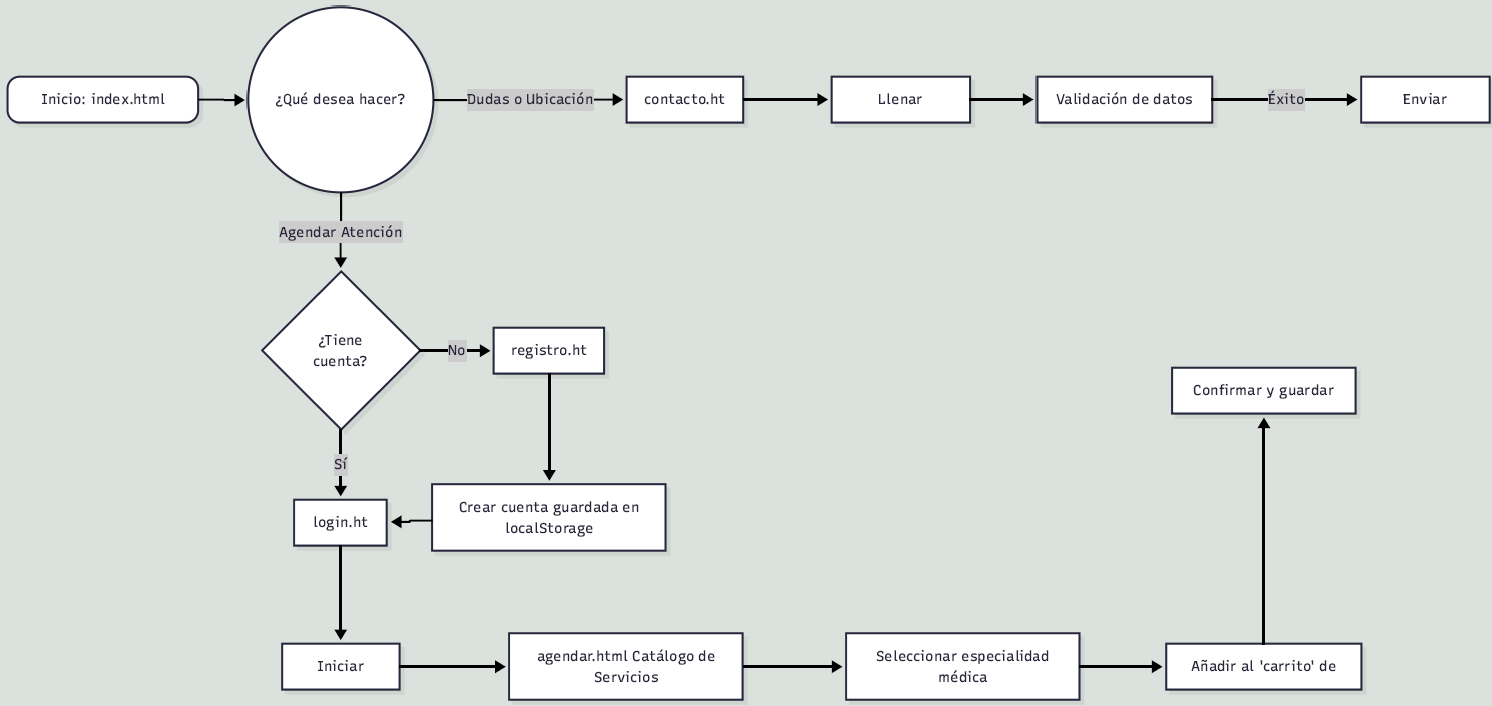 Inicio: index.html
¿Qué desea hacer?
Dudas o Ubicación
contacto.ht
Llenar
Validación de datos
Éxito
Enviar
Agendar Atención
¿Tiene
cuenta?
No
registro.ht
Confirmar y guardar
Sí
login.ht
Crear cuenta guardada en
localStorage
Iniciar
agendar.html Catálogo de
Servicios
Seleccionar especialidad
médica
Añadir al 'carrito' de